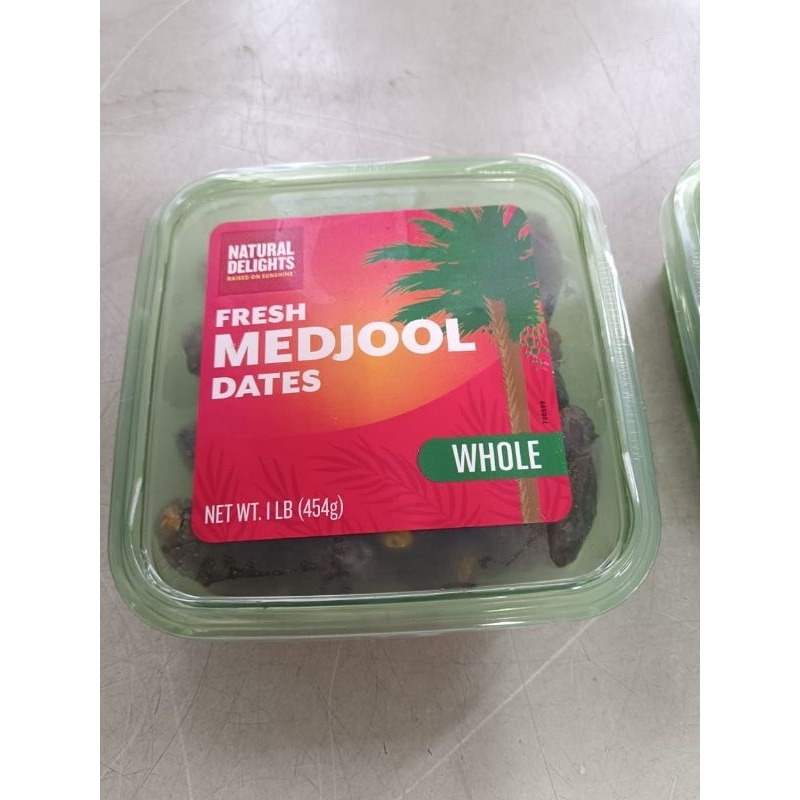 NATURAL
DELIGHTS
RAISED ON SUNSHINE
FRESH
MEDJOOL
DATES
WHOLE
NET WT. 1 LB (454g)